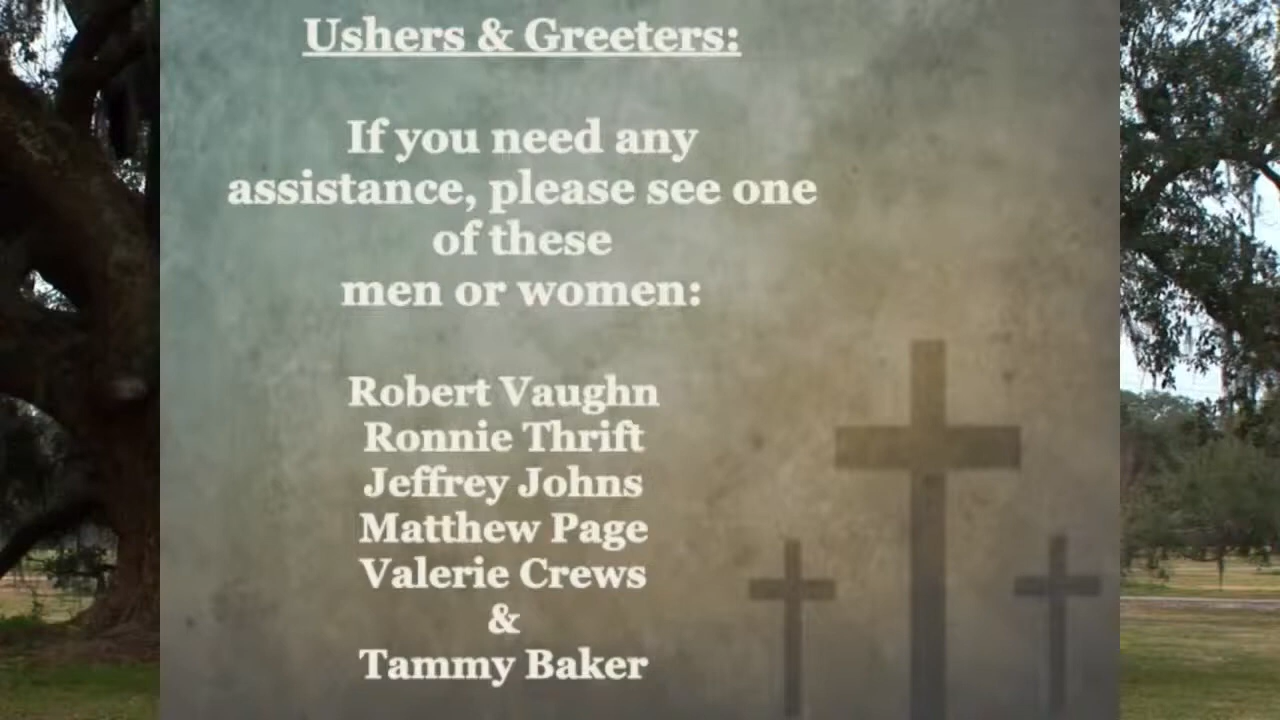 Ushers & Greeters:
If you need any
assistance, please see one
of these
men or women:
Robert Vaughn
Ronnie Thrift
Jeffrey Johns
Matthew Page
Valerie Crews
&
Tammy Baker